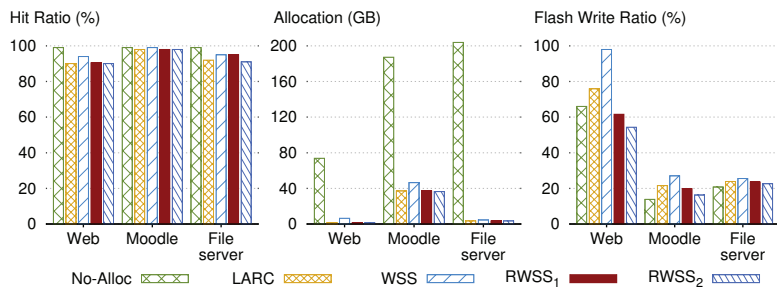 Hit Ratio (%)
100
80
60
40
20
0
Web Moodle File
server
Allocation (GB)
200
160
120
80
40
0
Web Moodle File
server
Flash Write Ratio (%)
100
80
60
40
20
0
Web Moodle File
server
No-Alloc LARC WSS RWSS₁ RWSS₂